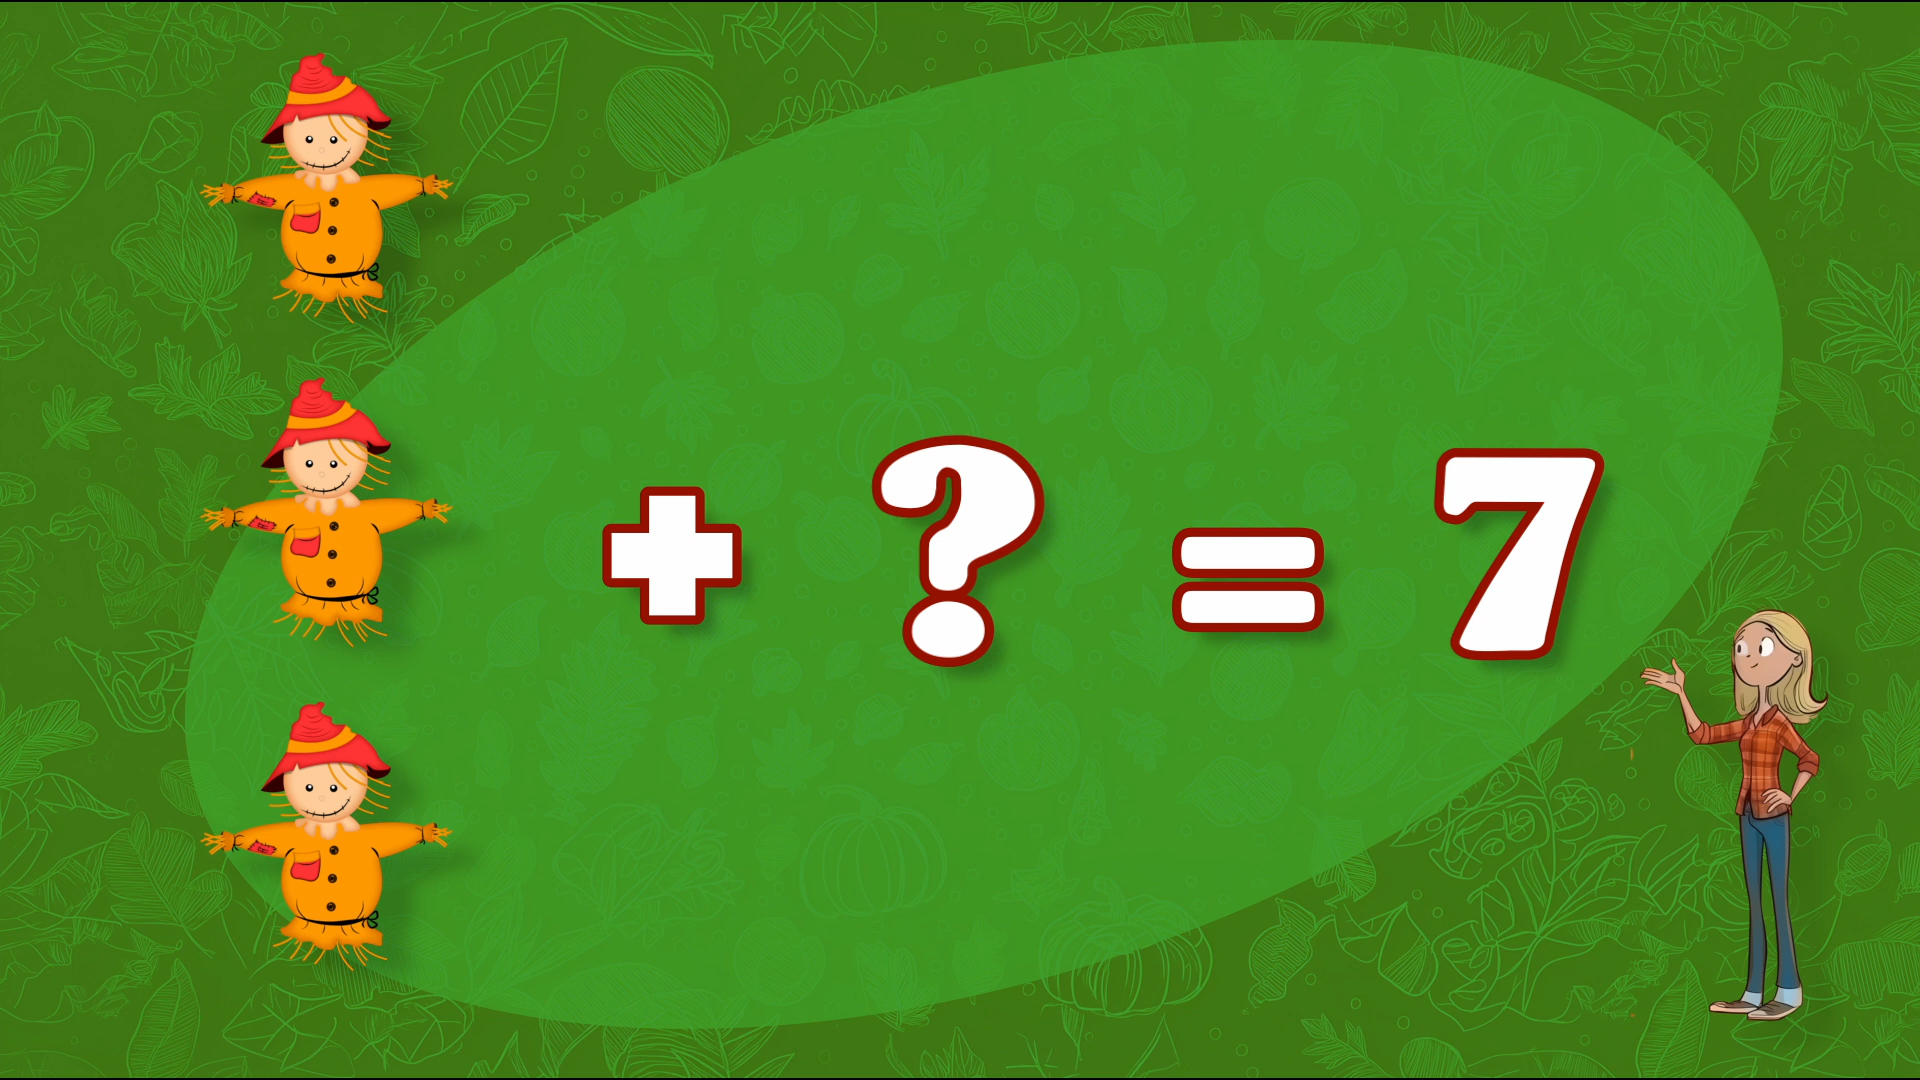 + ? = 7